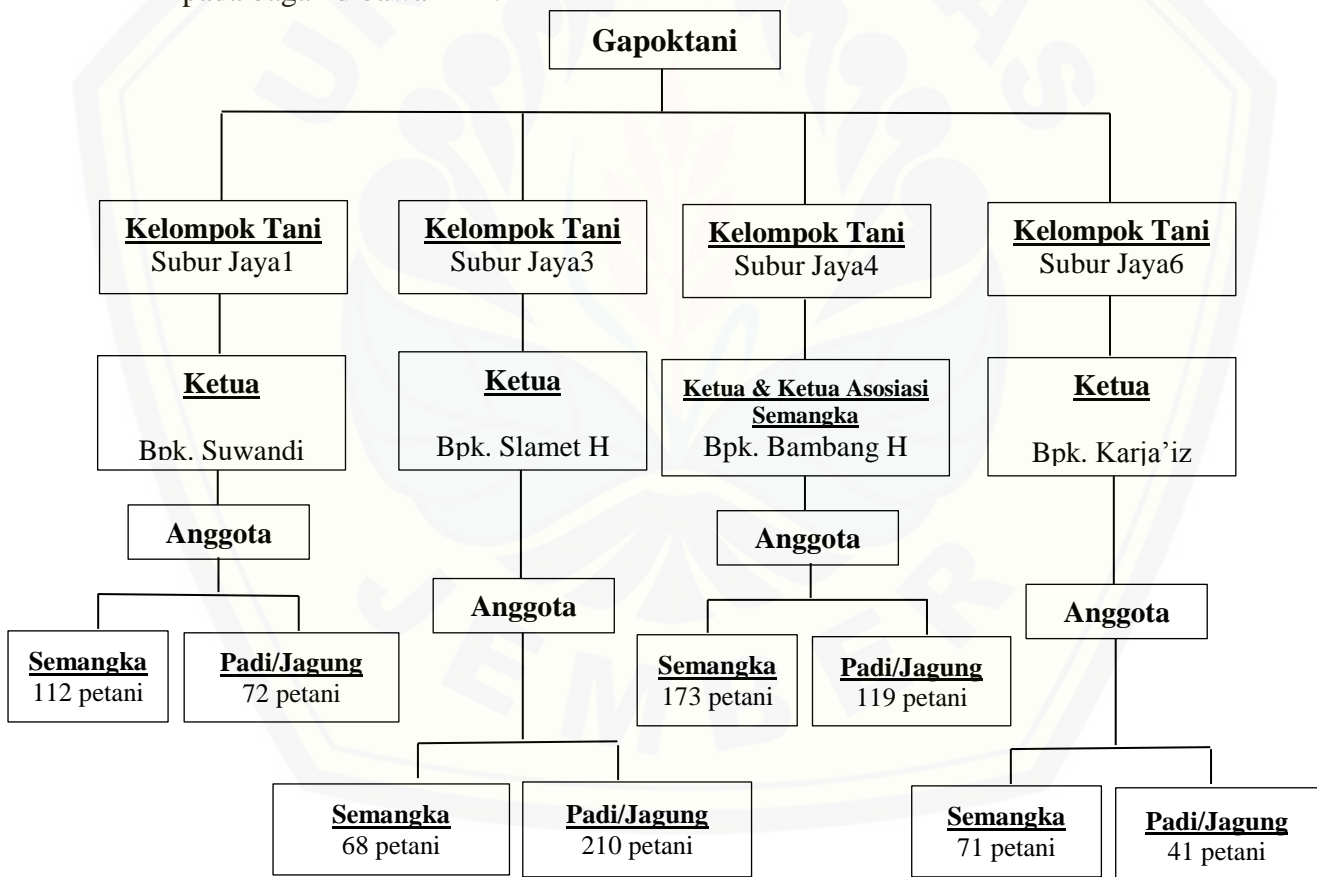 Gapoktani
Kelompok Tani
Subur Jaya1
Kelompok Tani
Subur Jaya3
Kelompok Tani
Subur Jaya4
Kelompok Tani
Subur Jaya6
Ketua
Bpk. Suwandi
Ketua
Bpk. Slamet H
Ketua & Ketua Asosiasi
Semangka
Bpk. Bambang H
Ketua
Bpk. Karja’iz
Anggota
Anggota
Anggota
Anggota
Semangka
112 petani
Padi/Jagung
72 petani
Semangka
173 petani
Padi/Jagung
119 petani
Semangka
68 petani
Padi/Jagung
210 petani
Semangka
71 petani
Padi/Jagung
41 petani
JEMBER